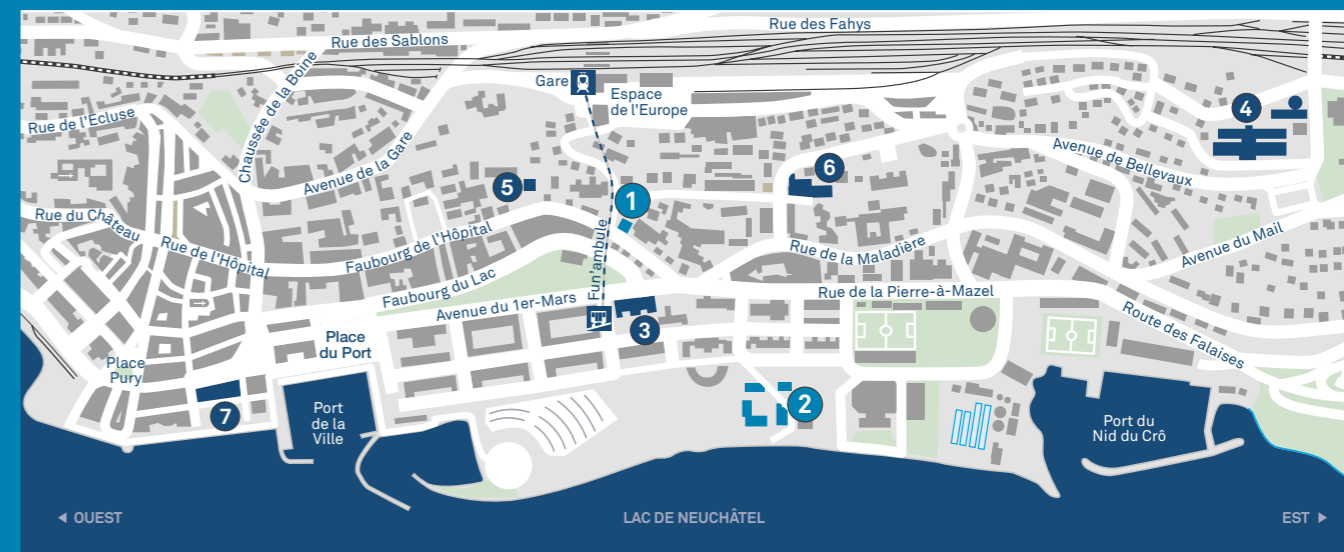 Rue des Fahys
Rue des Sablons
Gare
Espace
de l'Europe
Chaussée de la Boine
Rue de l'Ecluse
4
Avenue de la Gare
Avenue de Bellevaux
6
5
1
Rue du Château
Rue de l'Hôpital
Faubourg de l'Hôpital
Fun'ambule
Rue de la Maladière
Avenue du Mail
Faubourg du Lac
Avenue du 1er-Mars
Rue de la Pierre-à-Mazel
3
Route des Falaises
Place
du Port
Place
Pury
7
Port
de la
Ville
2
Port du
Nid du Crô
OUEST
LAC DE NEUCHÂTEL
EST